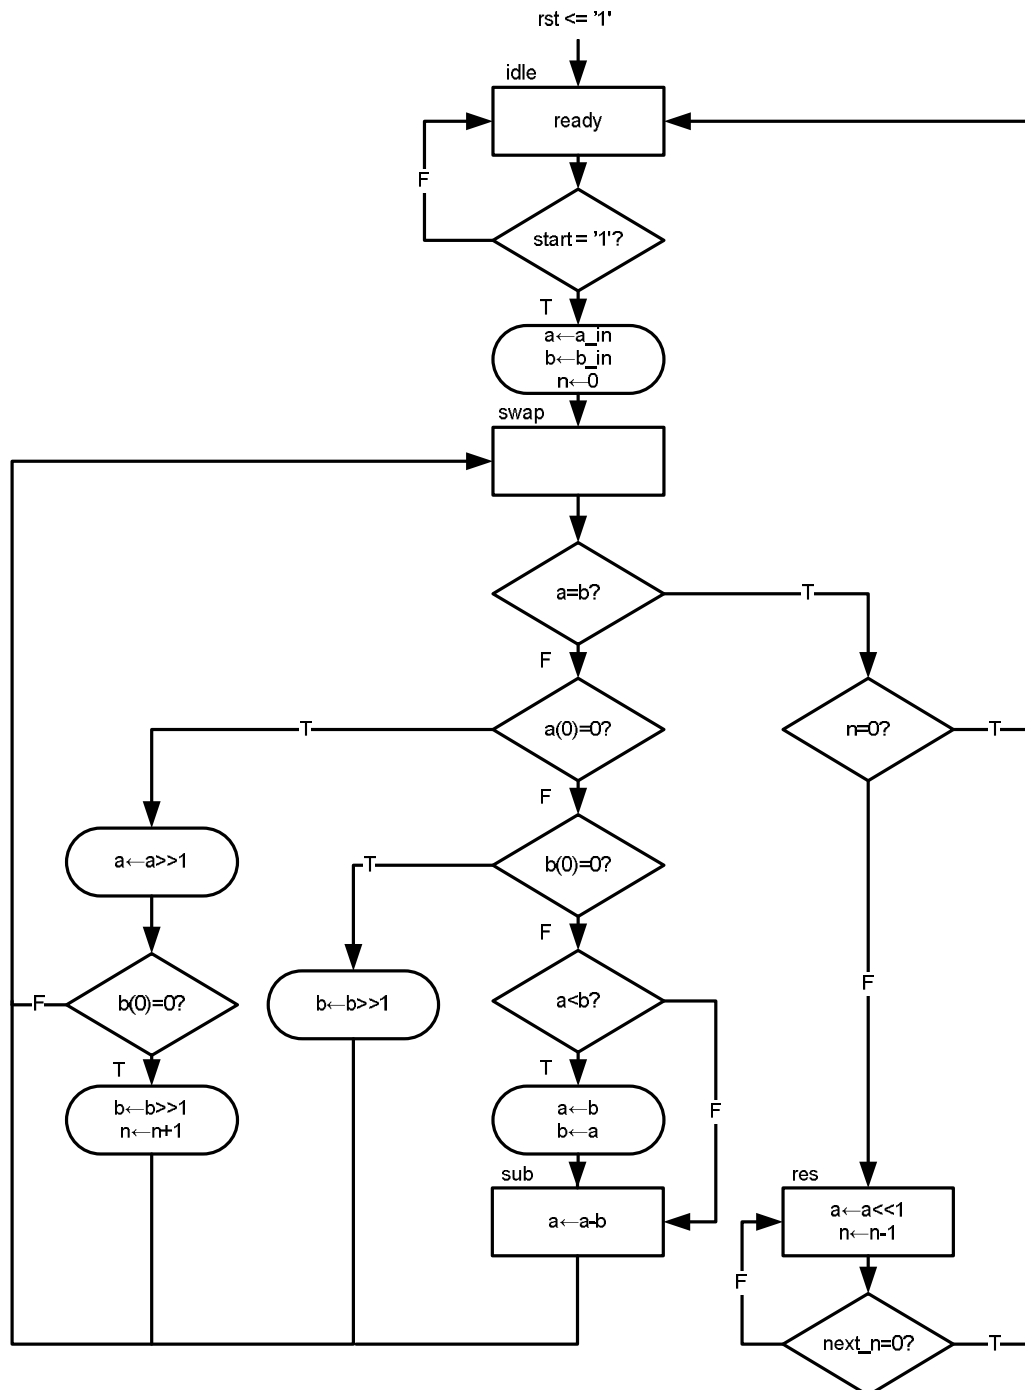 rst <= '1'
idle
ready
F
start = '1'?
T
a←a_in
b←b_in
n←0
swap
a=b?
T
F
T
a(0)=0?
n=0?
T
F
a←a>>1
T
b(0)=0?
F
F
b(0)=0?
b←b>>1
a<b?
F
T
T
b←b>>1
n←n+1
a←b
b←a
F
sub
a←a-b
res
a←a<<1
n←n-1
F
next_n=0?
T